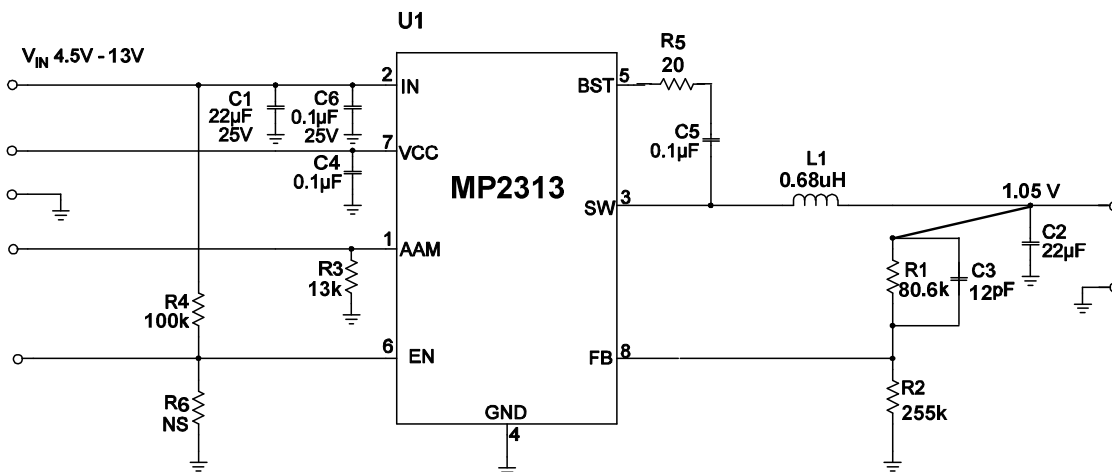 U1
V_IN 4.5V - 13V
R5
20
2
IN
BST
5
C1
22μF
25V
C6
0.1μF
25V
C5
0.1μF
7
VCC
C4
0.1μF
MP2313
L1
0.68uH
SW
3
1.05 V
1
AAM
C2
22μF
R3
13k
R1
80.6k
C3
12pF
R4
100k
6
EN
FB
8
R6
NS
R2
255k
GND
4